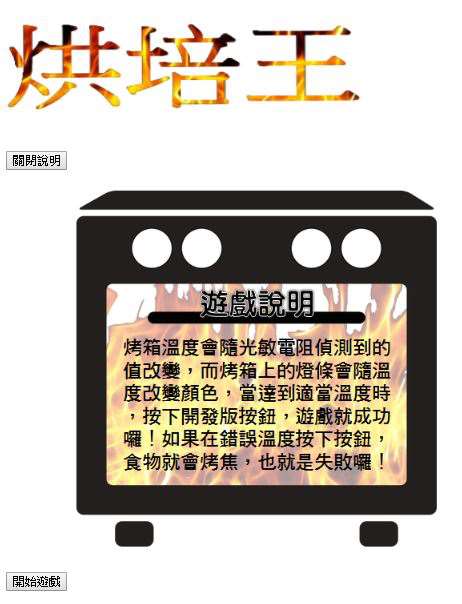 烘培王
關閉說明
遊戲說明
烤箱溫度會隨光敏電阻偵測到的
值改變，而烤箱上的燈條會隨溫
度改變顏色，當達到適當溫度時
，按下開發版按鈕，遊戲就成功
囉！如果在錯誤溫度按下按鈕，
食物就會烤焦，也就是失敗囉！
開始遊戲